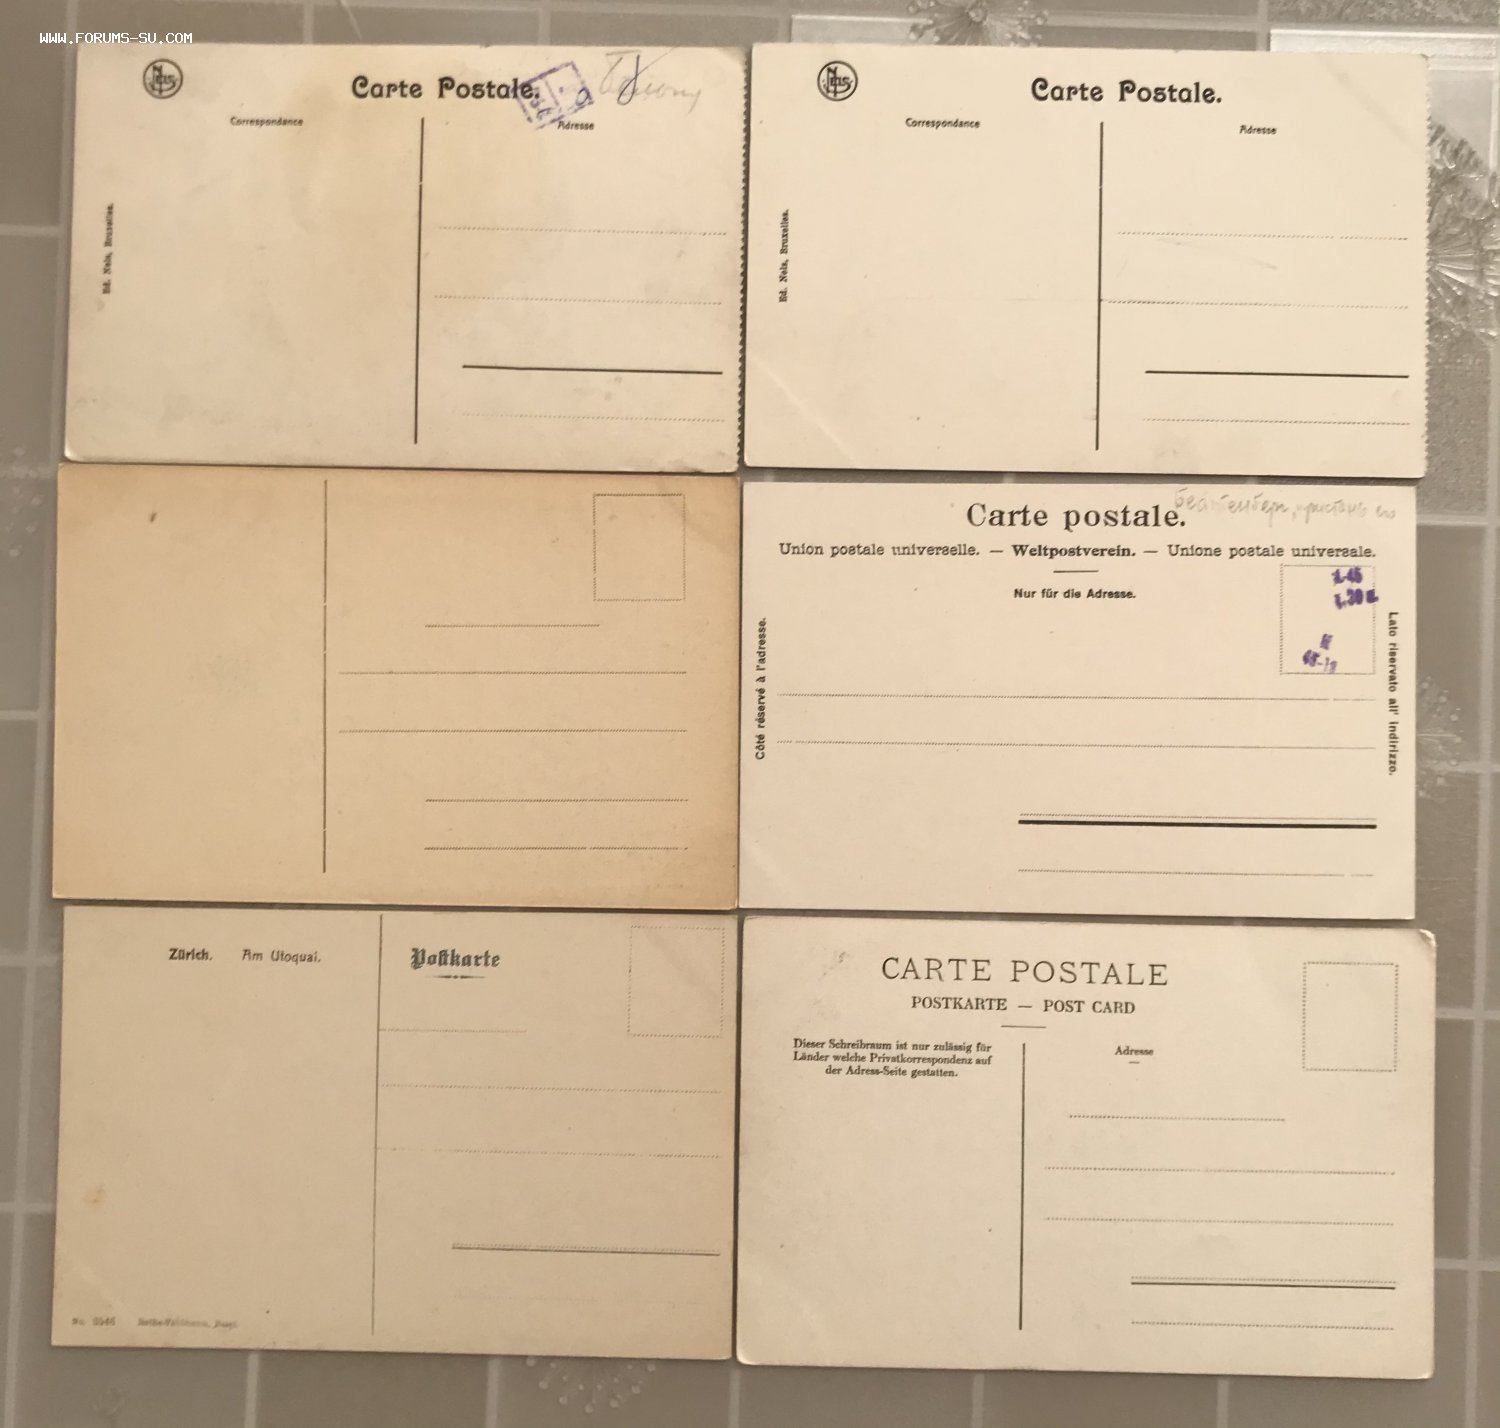 WWW.FORUMS-SU.COM
Carte Postale.
Correspondance
Adresse
Ed. Nels, Bruxelles.
Carte Postale.
Correspondance
Adresse
Ed. Nels, Bruxelles.
Carte postale.
Union postale universelle. — Weltpostverein. — Unione postale universale.
Nur für die Adresse.
Côté réservé à l'adresse.
Lato riservato all' indirizzo.
Zürich. Am Utoquai.
Postkarte
CARTE POSTALE
POSTKARTE — POST CARD
Dieser Schreibraum ist nur zulässig für
Länder welche Privatkorrespondenz auf
der Adress-Seite gestatten.
Adresse